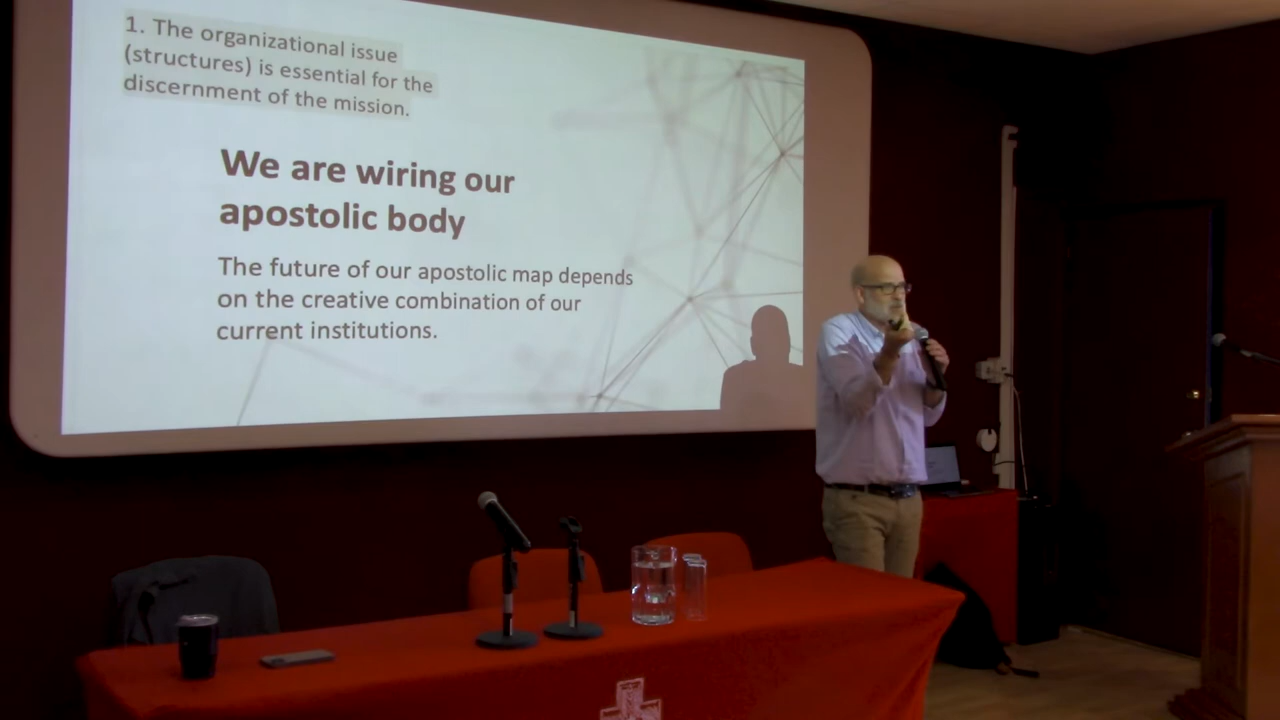 1. The organizational issue
(structures) is essential for the
discernment of the mission.
We are wiring our
apostolic body
The future of our apostolic map depends
on the creative combination of our
current institutions.